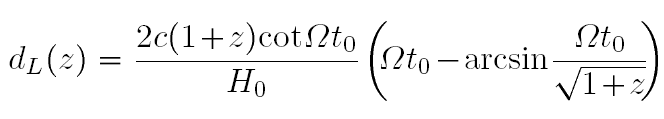 d_L(z) = \frac{2c(1+z)\cot \Omega t_0}{H_0} \left( \Omega t_0 - \arcsin \frac{\Omega t_0}{\sqrt{1+z}} \right)